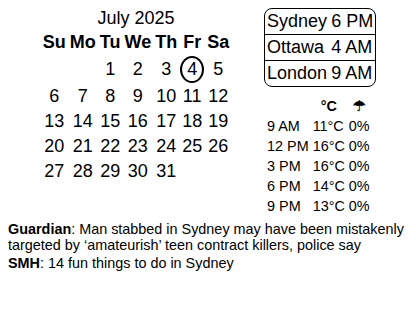 July 2025
Su Mo Tu We Th Fr Sa
1 2 3 4 5
6 7 8 9 10 11 12
13 14 15 16 17 18 19
20 21 22 23 24 25 26
27 28 29 30 31
Sydney 6 PM
Ottawa 4 AM
London 9 AM
°C ☂
9 AM 11°C 0%
12 PM 16°C 0%
3 PM 16°C 0%
6 PM 14°C 0%
9 PM 13°C 0%
Guardian: Man stabbed in Sydney may have been mistakenly
targeted by ‘amateurish’ teen contract killers, police say
SMH: 14 fun things to do in Sydney